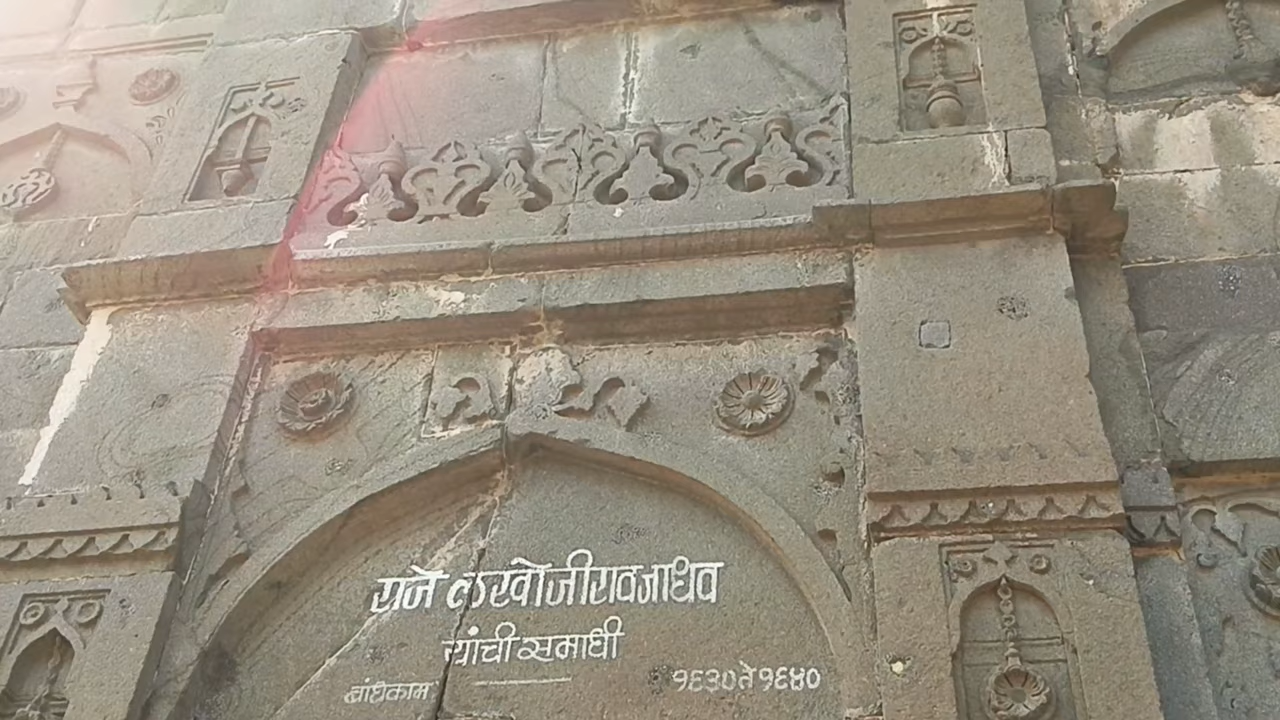 राजे लखोजीरावजाधव
यांची समाधी
बांधकाम १६३० ते १६४०